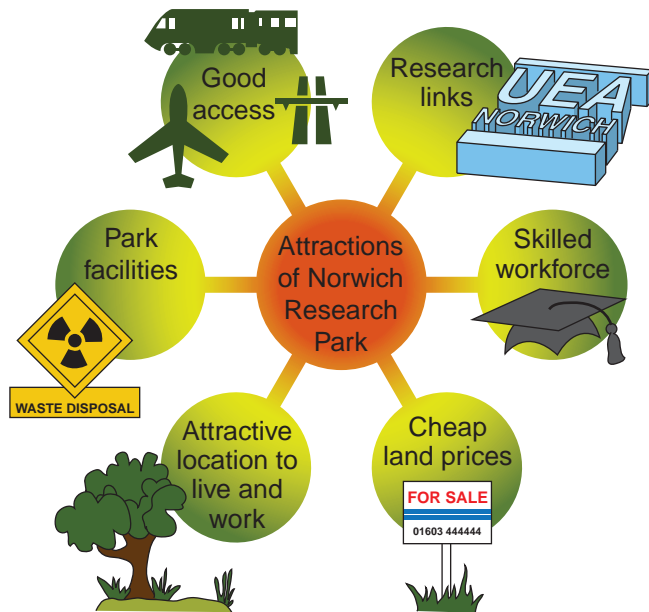 Good
access
Research
links
UEA
NORWICH
Park
facilities
Attractions
of Norwich
Research
Park
Skilled
workforce
WASTE DISPOSAL
Attractive
location to
live and
work
Cheap
land prices
FOR SALE
01603 444444